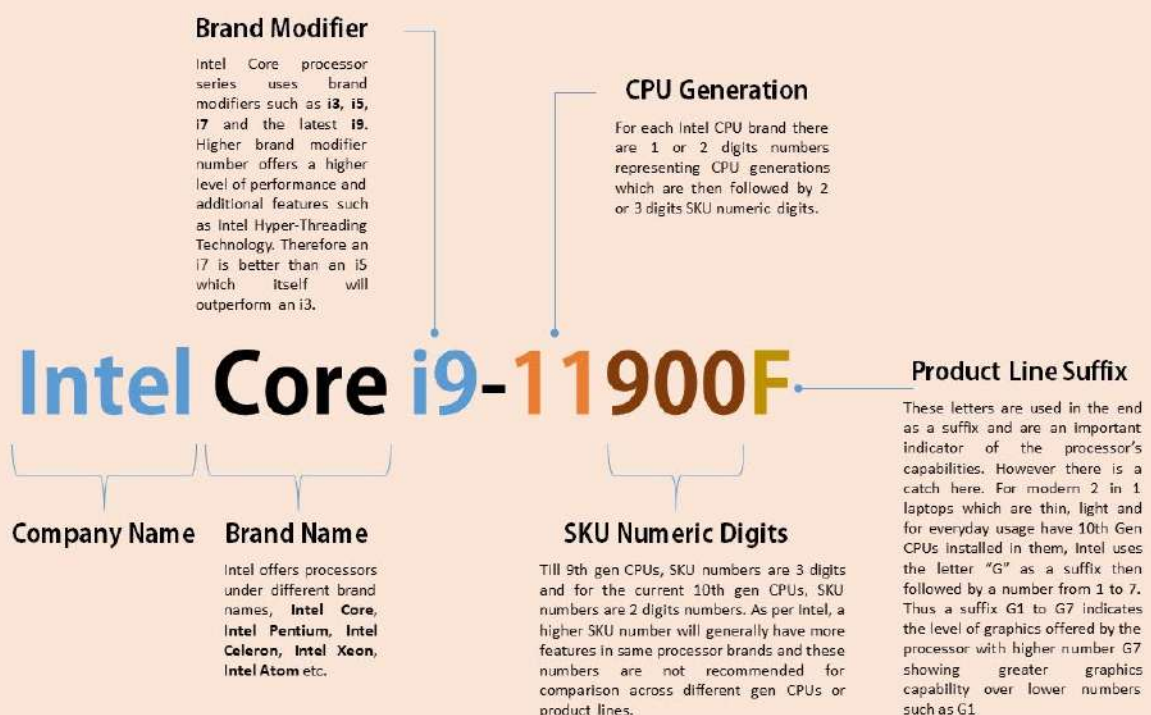 Brand Modifier
Intel Core processor
series uses brand
modifiers such as i3, i5,
i7 and the latest i9.
Higher brand modifier
number offers a higher
level of performance and
additional features such
as Intel Hyper-Threading
Technology. Therefore an
i7 is better than an i5
which itself will
outperform an i3.
CPU Generation
For each Intel CPU brand there
are 1 or 2 digits numbers
representing CPU generations
which are then followed by 2
or 3 digits SKU numeric digits.
Intel Core i9-11900F
Company Name
Brand Name
Intel offers processors
under different brand
names, Intel Core,
Intel Pentium, Intel
Celeron, Intel Xeon,
Intel Atom etc.
SKU Numeric Digits
Till 9th gen CPUs, SKU numbers are 3 digits
and for the current 10th gen CPUs, SKU
numbers are 2 digits numbers. As per Intel, a
higher SKU number will generally have more
features in same processor brands and these
numbers are not recommended for
comparison across different gen CPUs or
product lines.
Product Line Suffix
These letters are used in the end
as a suffix and are an important
indicator of the processor's
capabilities. However there is a
catch here. For modern 2 in 1
laptops which are thin, light and
for everyday usage have 10th Gen
CPUs installed in them, Intel uses
the letter "G" as a suffix then
followed by a number from 1 to 7.
Thus a suffix G1 to G7 indicates
the level of graphics offered by the
processor with higher number G7
showing greater graphics
capability over lower numbers
such as G1